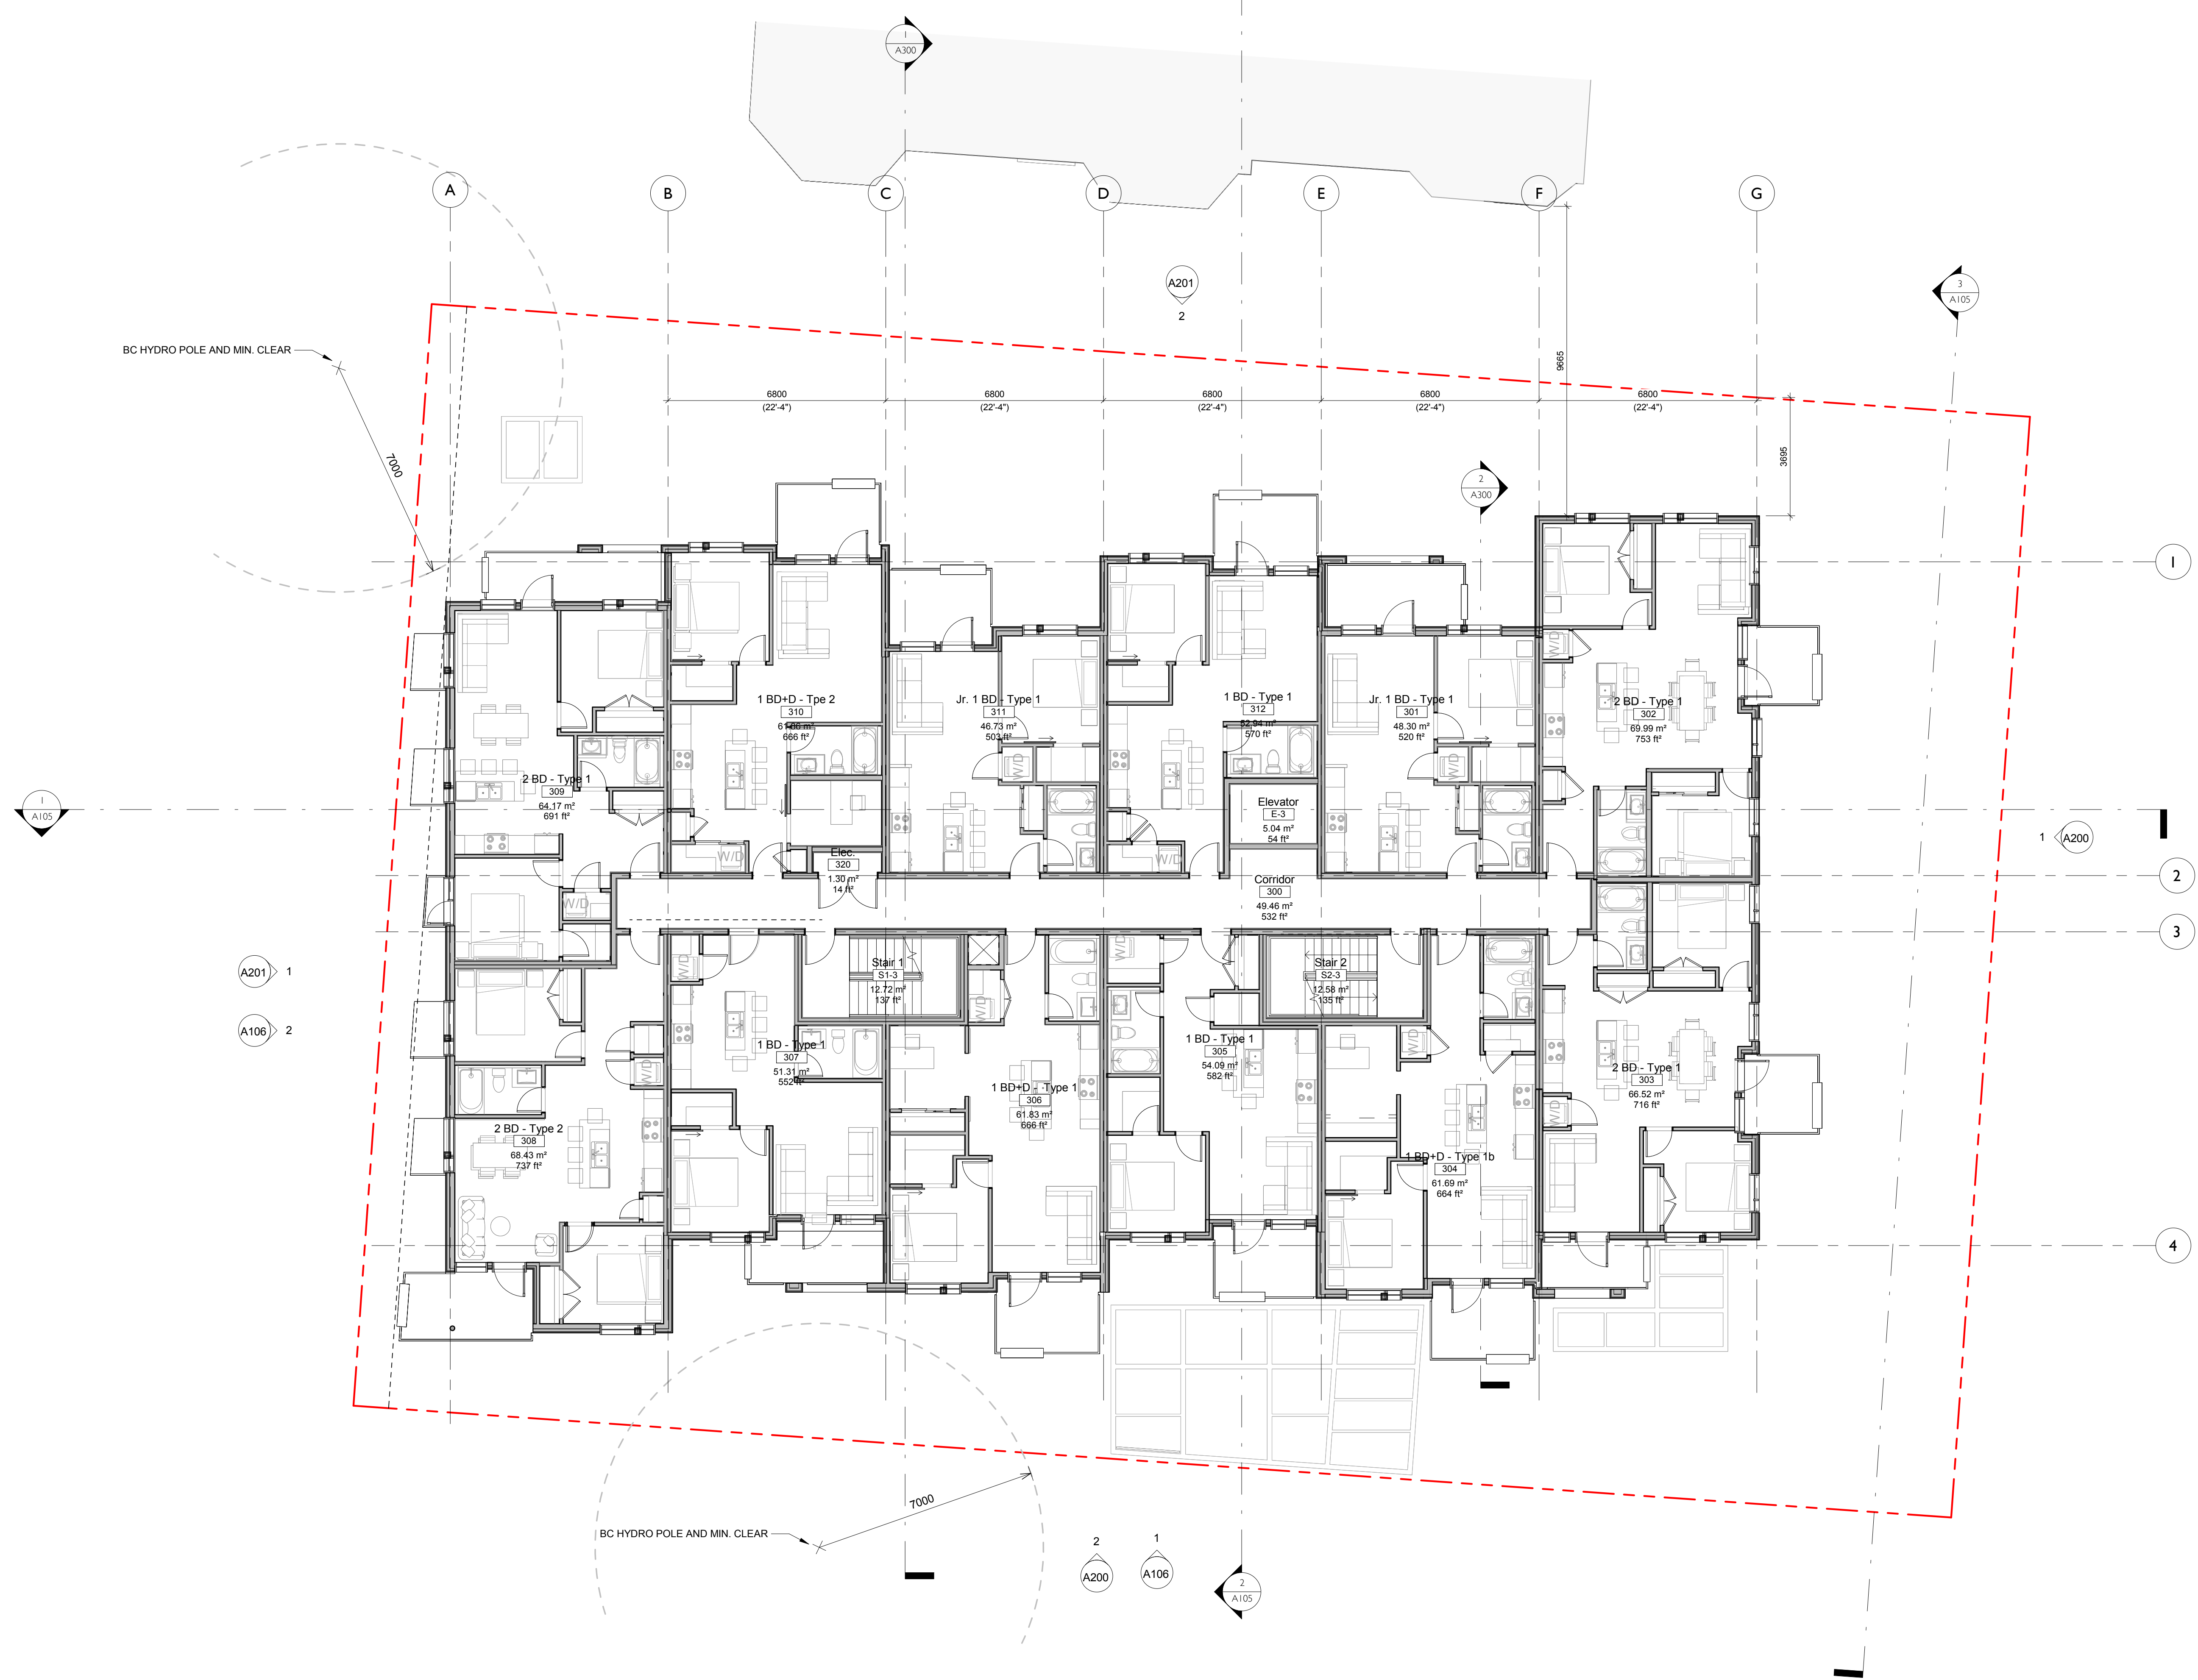 A300
A
B
C
D
E
F
G
A201
2
3
A105
BC HYDRO POLE AND MIN. CLEAR
7000
9665
6800
(22'-4")
6800
(22'-4")
6800
(22'-4")
6800
(22'-4")
6800
(22'-4")
3695
2
A300
1
1 BD+D - Tpe 2
310
666 ft²
Jr. 1 BD - Type 1
311
46.73 m²
503 ft²
W/D
1 BD - Type 1
312
52.94 m²
570 ft²
Jr. 1 BD - Type 1
301
48.30 m²
520 ft²
W/D
W/D
2 BD - Type 1
302
69.99 m²
753 ft²
2 BD - Type 1
309
64.17 m²
691 ft²
W/D
1
A105
Elevator
E-3
5.04 m²
54 ft²
1
A200
W/D
Elec.
320
1.30 m²
14 ft²
W/D
Corridor
300
49.46 m²
532 ft²
2
3
A201
1
A106
2
W/D
Stair 1
S1-3
12.72 m²
137 ft²
W/D
W/D
Stair 2
S2-3
12.58 m²
135 ft²
W/D
1 BD - Type 1
307
51.31 m²
552 ft²
1 BD+D - Type 1
306
61.83 m²
666 ft²
1 BD - Type 1
305
54.09 m²
582 ft²
W/D
2 BD - Type 1
303
66.52 m²
716 ft²
W/D
2 BD - Type 2
308
68.43 m²
737 ft²
1 BD+D - Type 1b
304
61.69 m²
664 ft²
4
7000
BC HYDRO POLE AND MIN. CLEAR
2
A200
1
A106
2
A105